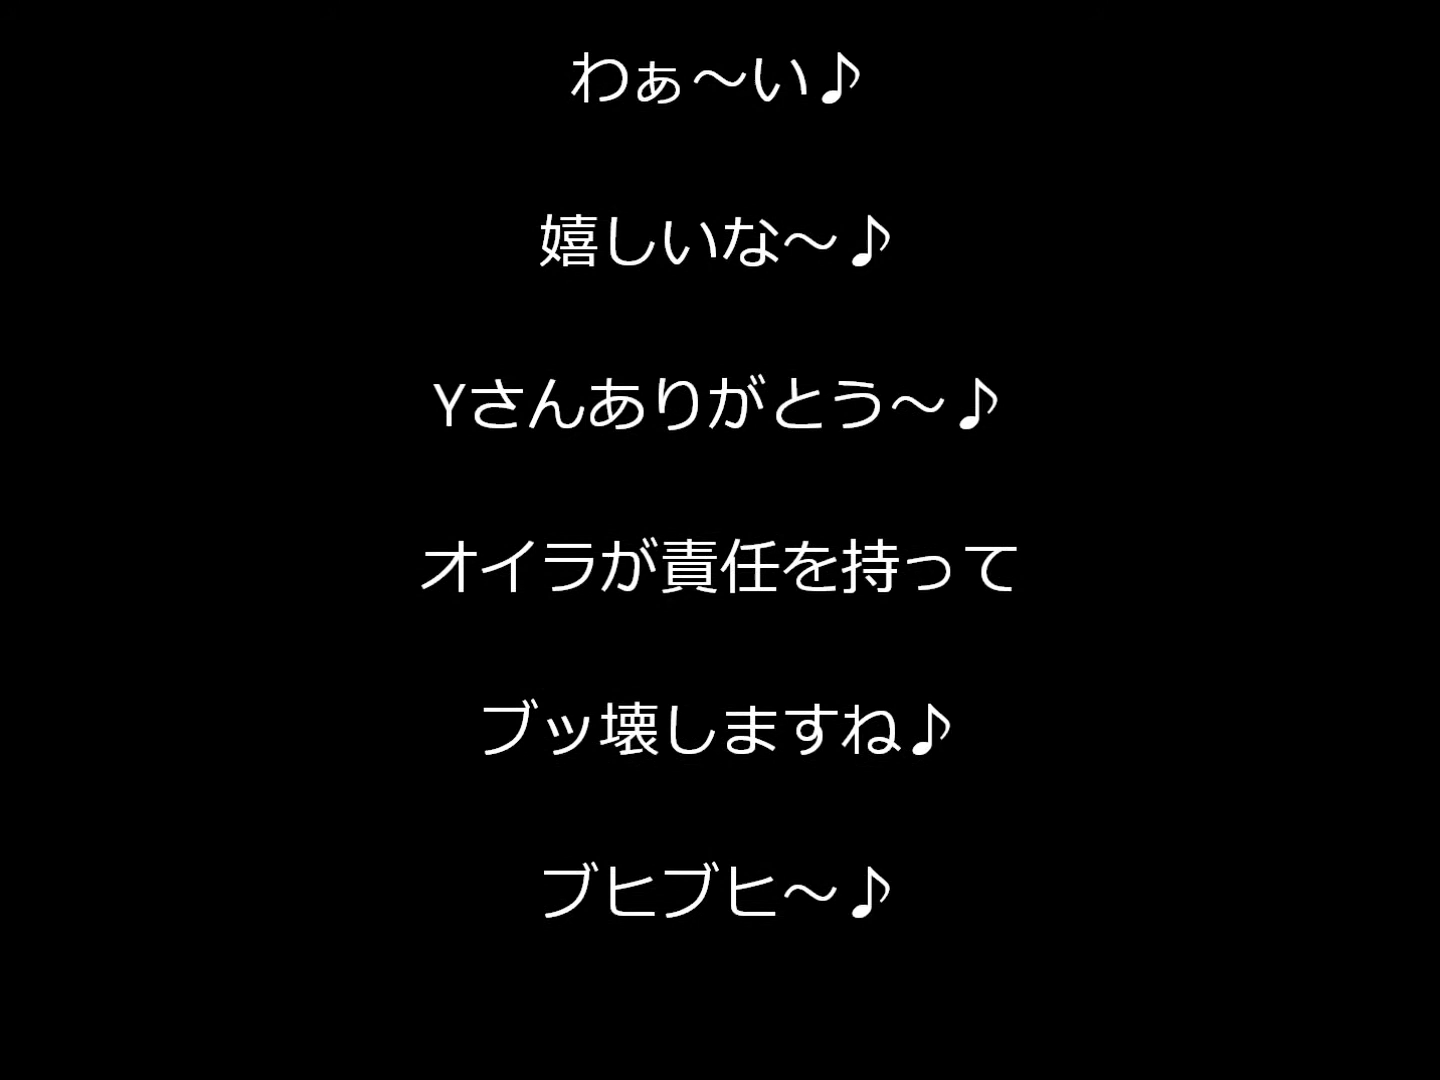 わぁ～い♪
嬉しいな～♪
Yさんありがとう～♪
オイラが責任を持って
ブッ壊しますね♪
ブヒブヒ～♪